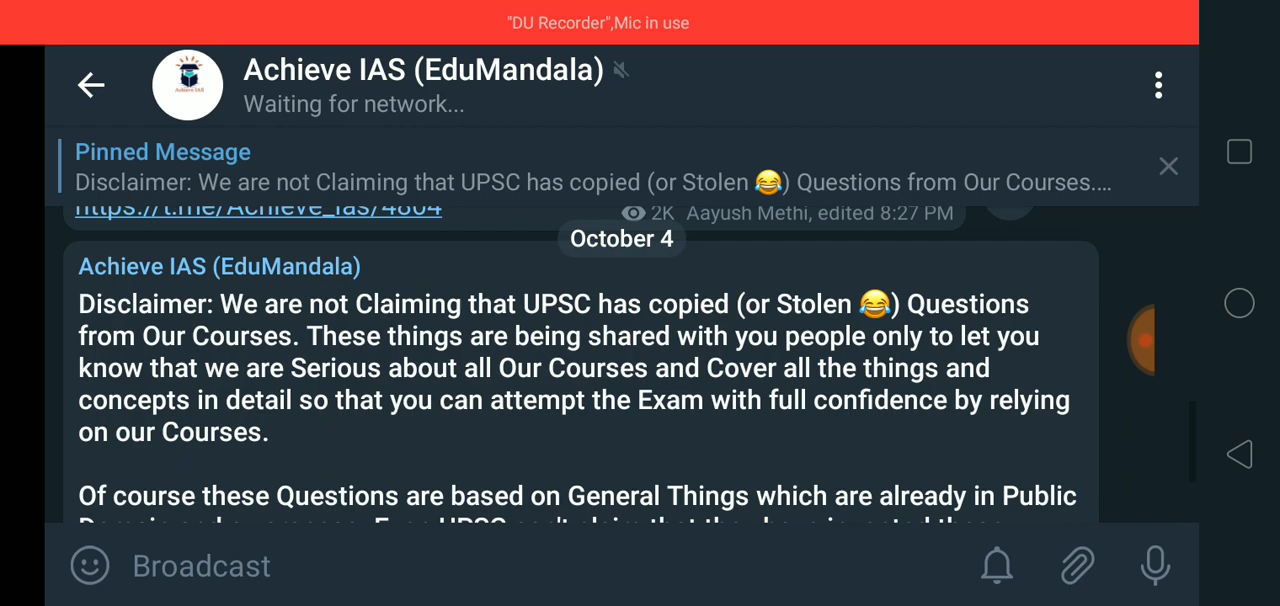 "DU Recorder",Mic in use
Achieve IAS (EduMandala)
Waiting for network...
Pinned Message
Disclaimer: We are not Claiming that UPSC has copied (or Stolen 😂) Questions from Our Courses....
https://t.me/Achieve_ias/4804
2K Aayush Methi, edited 8:27 PM
October 4
Achieve IAS (EduMandala)
Disclaimer: We are not Claiming that UPSC has copied (or Stolen 😂) Questions
from Our Courses. These things are being shared with you people only to let you
know that we are Serious about all Our Courses and Cover all the things and
concepts in detail so that you can attempt the Exam with full confidence by relying
on our Courses.
Of course these Questions are based on General Things which are already in Public
Broadcast